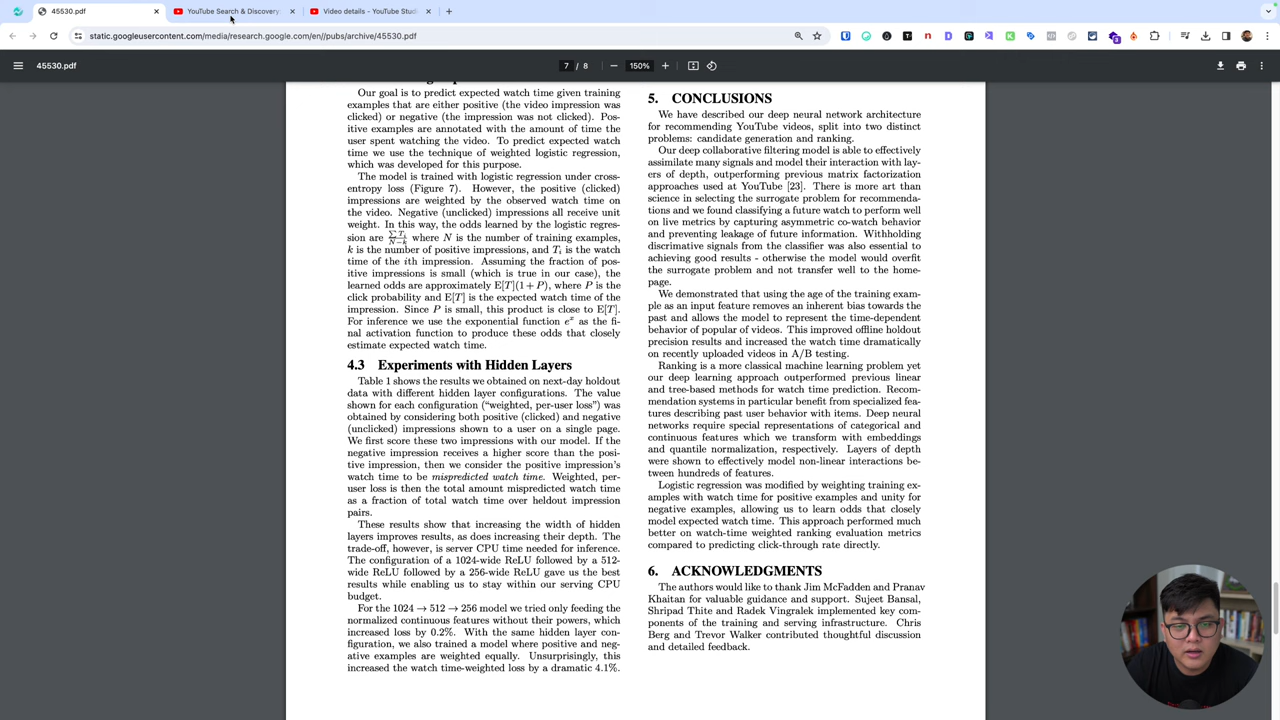 45530.pdf
YouTube Search & Discovery
Video details - YouTube Stud
static.googleusercontent.com/media/research.google.com/en//pubs/archive/45530.pdf
45530.pdf
7 / 8
150%
Our goal is to predict expected watch time given training
examples that are either positive (the video impression was
clicked) or negative (the impression was not clicked). Pos-
itive examples are annotated with the amount of time the
user spent watching the video. To predict expected watch
time we use the technique of weighted logistic regression,
which was developed for this purpose.
The model is trained with logistic regression under cross-
entropy loss (Figure 7). However, the positive (clicked)
impressions are weighted by the observed watch time on
the video. Negative (unclicked) impressions all receive unit
weight. In this way, the odds learned by the logistic regres-
sion are ∑Tᵢ/N−k where N is the number of training examples,
k is the number of positive impressions, and Tᵢ is the watch
time of the ith impression. Assuming the fraction of pos-
itive impressions is small (which is true in our case), the
learned odds are approximately E[T](1 + P), where P is the
click probability and E[T] is the expected watch time of the
impression. Since P is small, this product is close to E[T].
For inference we use the exponential function eˣ as the fi-
nal activation function to produce these odds that closely
estimate expected watch time.
4.3 Experiments with Hidden Layers
Table 1 shows the results we obtained on next-day holdout
data with different hidden layer configurations. The value
shown for each configuration (“weighted, per-user loss”) was
obtained by considering both positive (clicked) and negative
(unclicked) impressions shown to a user on a single page.
We first score these two impressions with our model. If the
negative impression receives a higher score than the posi-
tive impression, then we consider the positive impression’s
watch time to be mispredicted watch time. Weighted, per-
user loss is then the total amount mispredicted watch time
as a fraction of total watch time over heldout impression
pairs.
These results show that increasing the width of hidden
layers improves results, as does increasing their depth. The
trade-off, however, is server CPU time needed for inference.
The configuration of a 1024-wide ReLU followed by a 512-
wide ReLU followed by a 256-wide ReLU gave us the best
results while enabling us to stay within our serving CPU
budget.
For the 1024 → 512 → 256 model we tried only feeding the
normalized continuous features without their powers, which
increased loss by 0.2%. With the same hidden layer con-
figuration, we also trained a model where positive and neg-
ative examples are weighted equally. Unsurprisingly, this
increased the watch time-weighted loss by a dramatic 4.1%.
5. CONCLUSIONS
We have described our deep neural network architecture
for recommending YouTube videos, split into two distinct
problems: candidate generation and ranking.
Our deep collaborative filtering model is able to effectively
assimilate many signals and model their interaction with lay-
ers of depth, outperforming previous matrix factorization
approaches used at YouTube [23]. There is more art than
science in selecting the surrogate problem for recommenda-
tions and we found classifying a future watch to perform well
on live metrics by capturing asymmetric co-watch behavior
and preventing leakage of future information. Withholding
discrimative signals from the classifier was also essential to
achieving good results - otherwise the model would overfit
the surrogate problem and not transfer well to the home-
page.
We demonstrated that using the age of the training exam-
ple as an input feature removes an inherent bias towards the
past and allows the model to represent the time-dependent
behavior of popular of videos. This improved offline holdout
precision results and increased the watch time dramatically
on recently uploaded videos in A/B testing.
Ranking is a more classical machine learning problem yet
our deep learning approach outperformed previous linear
and tree-based methods for watch time prediction. Recom-
mendation systems in particular benefit from specialized fea-
tures describing past user behavior with items. Deep neural
networks require special representations of categorical and
continuous features which we transform with embeddings
and quantile normalization, respectively. Layers of depth
were shown to effectively model non-linear interactions be-
tween hundreds of features.
Logistic regression was modified by weighting training ex-
amples with watch time for positive examples and unity for
negative examples, allowing us to learn odds that closely
model expected watch time. This approach performed much
better on watch-time weighted ranking evaluation metrics
compared to predicting click-through rate directly.
6. ACKNOWLEDGMENTS
The authors would like to thank Jim McFadden and Pranav
Khaitan for valuable guidance and support. Sujeet Bansal,
Shripad Thite and Radek Vingralek implemented key com-
ponents of the training and serving infrastructure. Chris
Berg and Trevor Walker contributed thoughtful discussion
and detailed feedback.